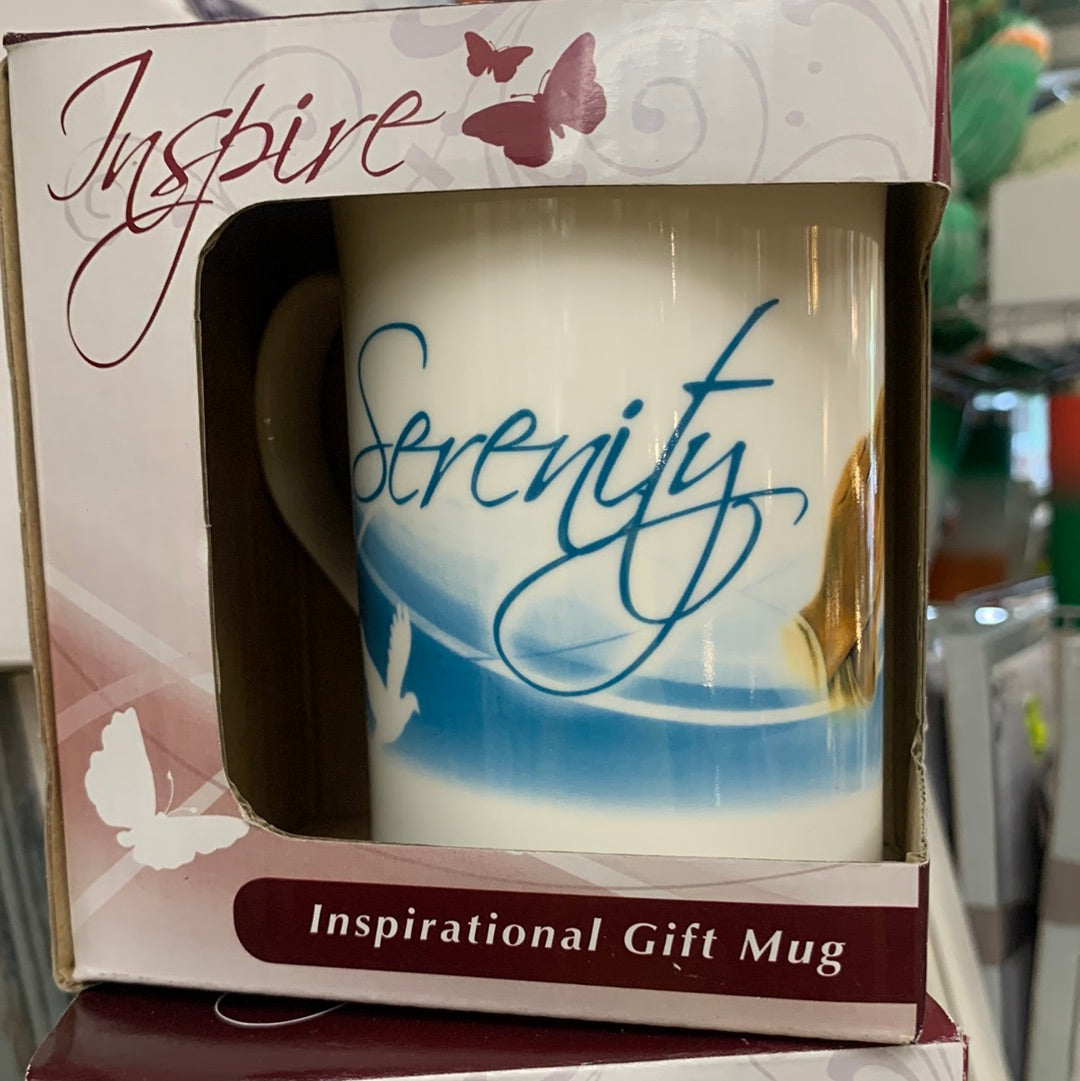 Inspire
Serenity
Inspirational Gift Mug